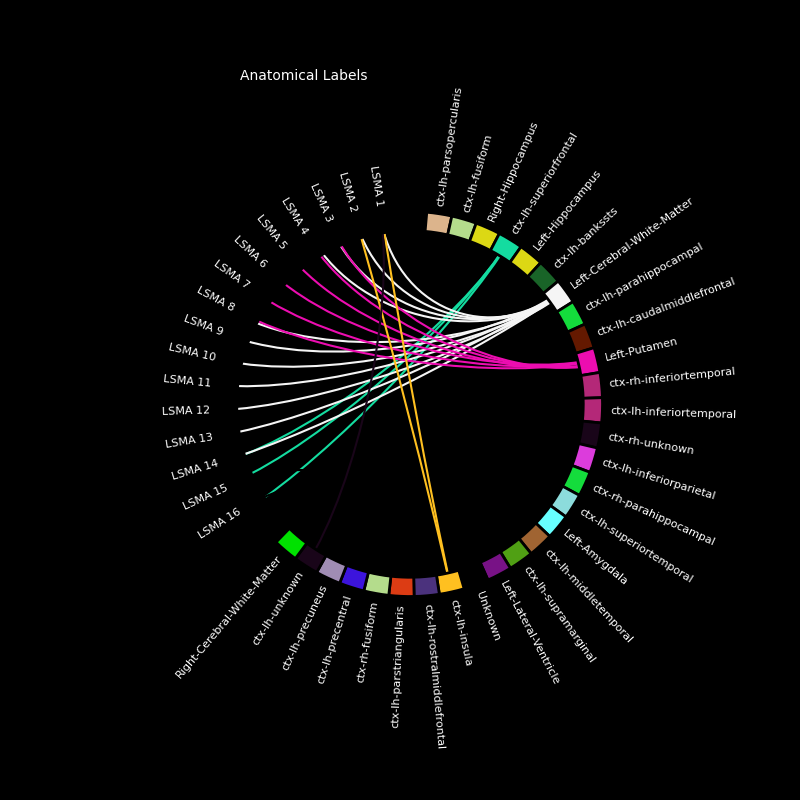 Anatomical Labels
LSMA 1
LSMA 2
LSMA 3
LSMA 4
LSMA 5
LSMA 6
LSMA 7
LSMA 8
LSMA 9
LSMA 10
LSMA 11
LSMA 12
LSMA 13
LSMA 14
LSMA 15
LSMA 16
ctx-lh-parsopercularis
ctx-lh-fusiform
Right-Hippocampus
ctx-lh-superiorfrontal
Left-Hippocampus
ctx-lh-bankssts
Left-Cerebral-White-Matter
ctx-lh-parahippocampal
ctx-lh-caudalmiddlefrontal
Left-Putamen
ctx-rh-inferiortemporal
ctx-lh-inferiortemporal
ctx-rh-unknown
ctx-lh-inferiorparietal
ctx-rh-parahippocampal
ctx-lh-superiortemporal
Left-Amygdala
ctx-lh-middletemporal
ctx-lh-supramarginal
Left-Lateral-Ventricle
Unknown
ctx-lh-insula
ctx-lh-rostralmiddlefrontal
ctx-lh-parstriangularis
ctx-rh-fusiform
ctx-lh-precentral
ctx-lh-precuneus
ctx-lh-unknown
Right-Cerebral-White-Matter